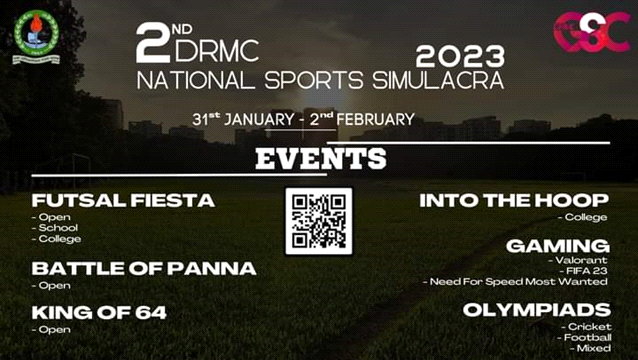 2ND DRMC 2023
NATIONAL SPORTS SIMULACRA
31st JANUARY - 2nd FEBRUARY
EVENTS
FUTSAL FIESTA
- Open
- School
- College
BATTLE OF PANNA
- Open
KING OF 64
- Open
INTO THE HOOP
- College
GAMING
- Valorant
- FIFA 23
- Need For Speed Most Wanted
OLYMPIADS
- Cricket
- Football
- Mixed